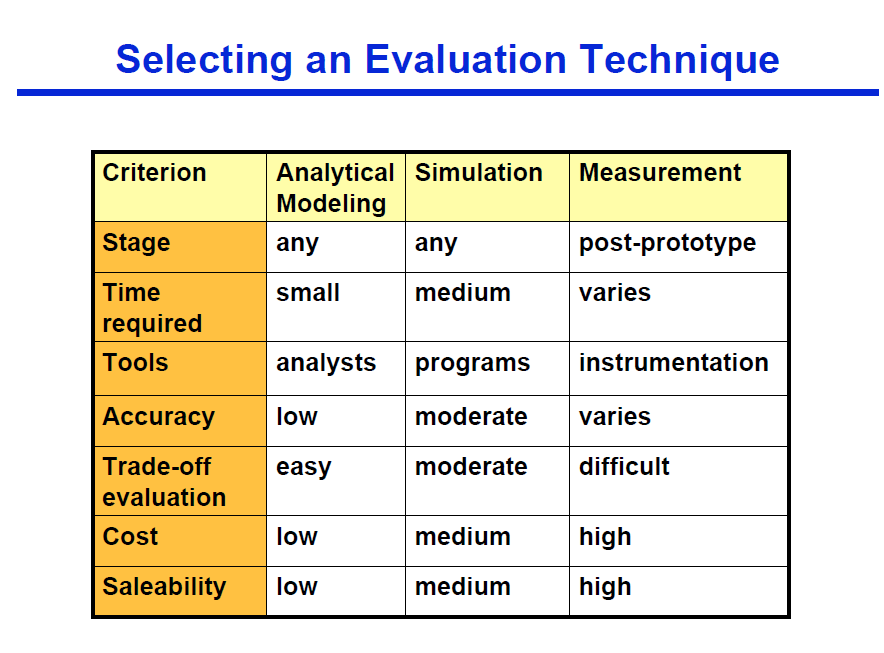 Selecting an Evaluation Technique
Criterion Analytical Modeling Simulation Measurement
Stage any any post-prototype
Time required small medium varies
Tools analysts programs instrumentation
Accuracy low moderate varies
Trade-off evaluation easy moderate difficult
Cost low medium high
Saleability low medium high